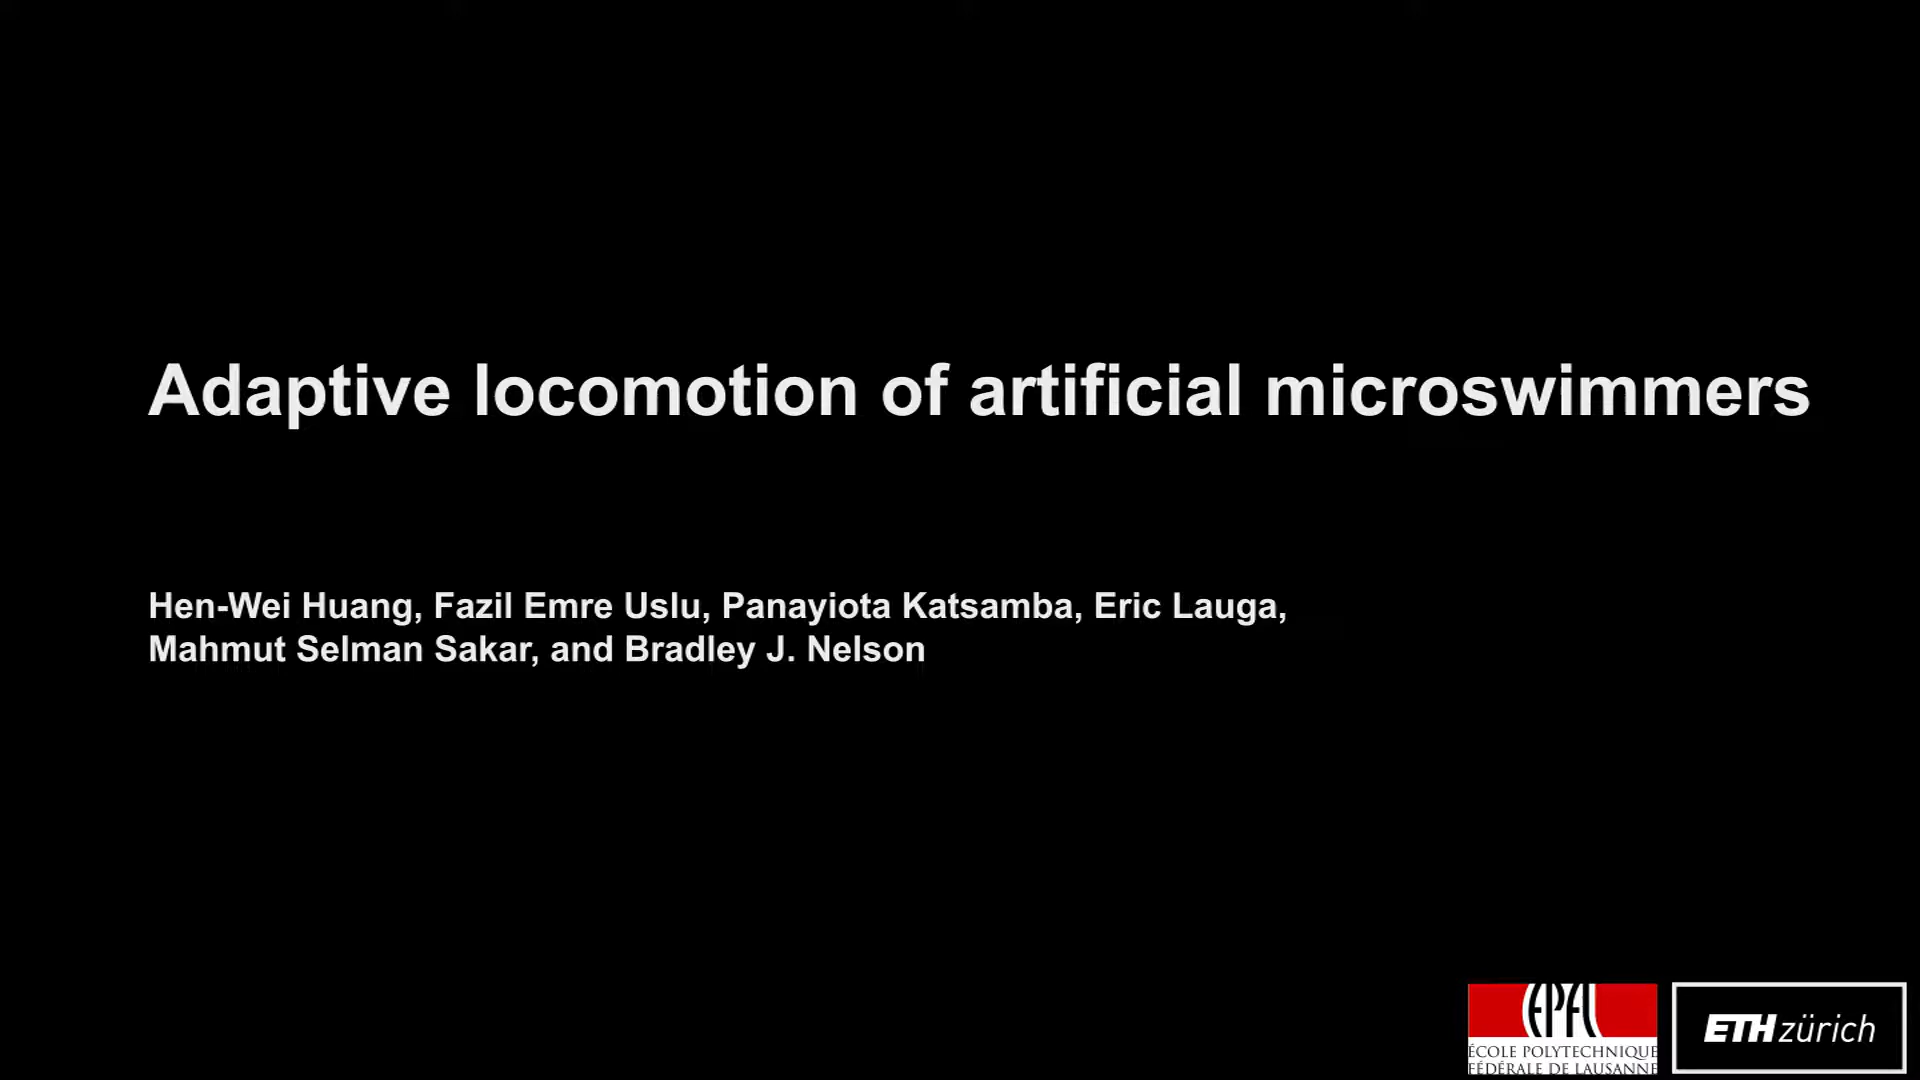 Adaptive locomotion of artificial microswimmers
Hen-Wei Huang, Fazil Emre Uslu, Panayiota Katsamba, Eric Lauga,
Mahmut Selman Sakar, and Bradley J. Nelson
EPFL
ÉCOLE POLYTECHNIQUE
FÉDÉRALE DE LAUSANNE
ETH zürich